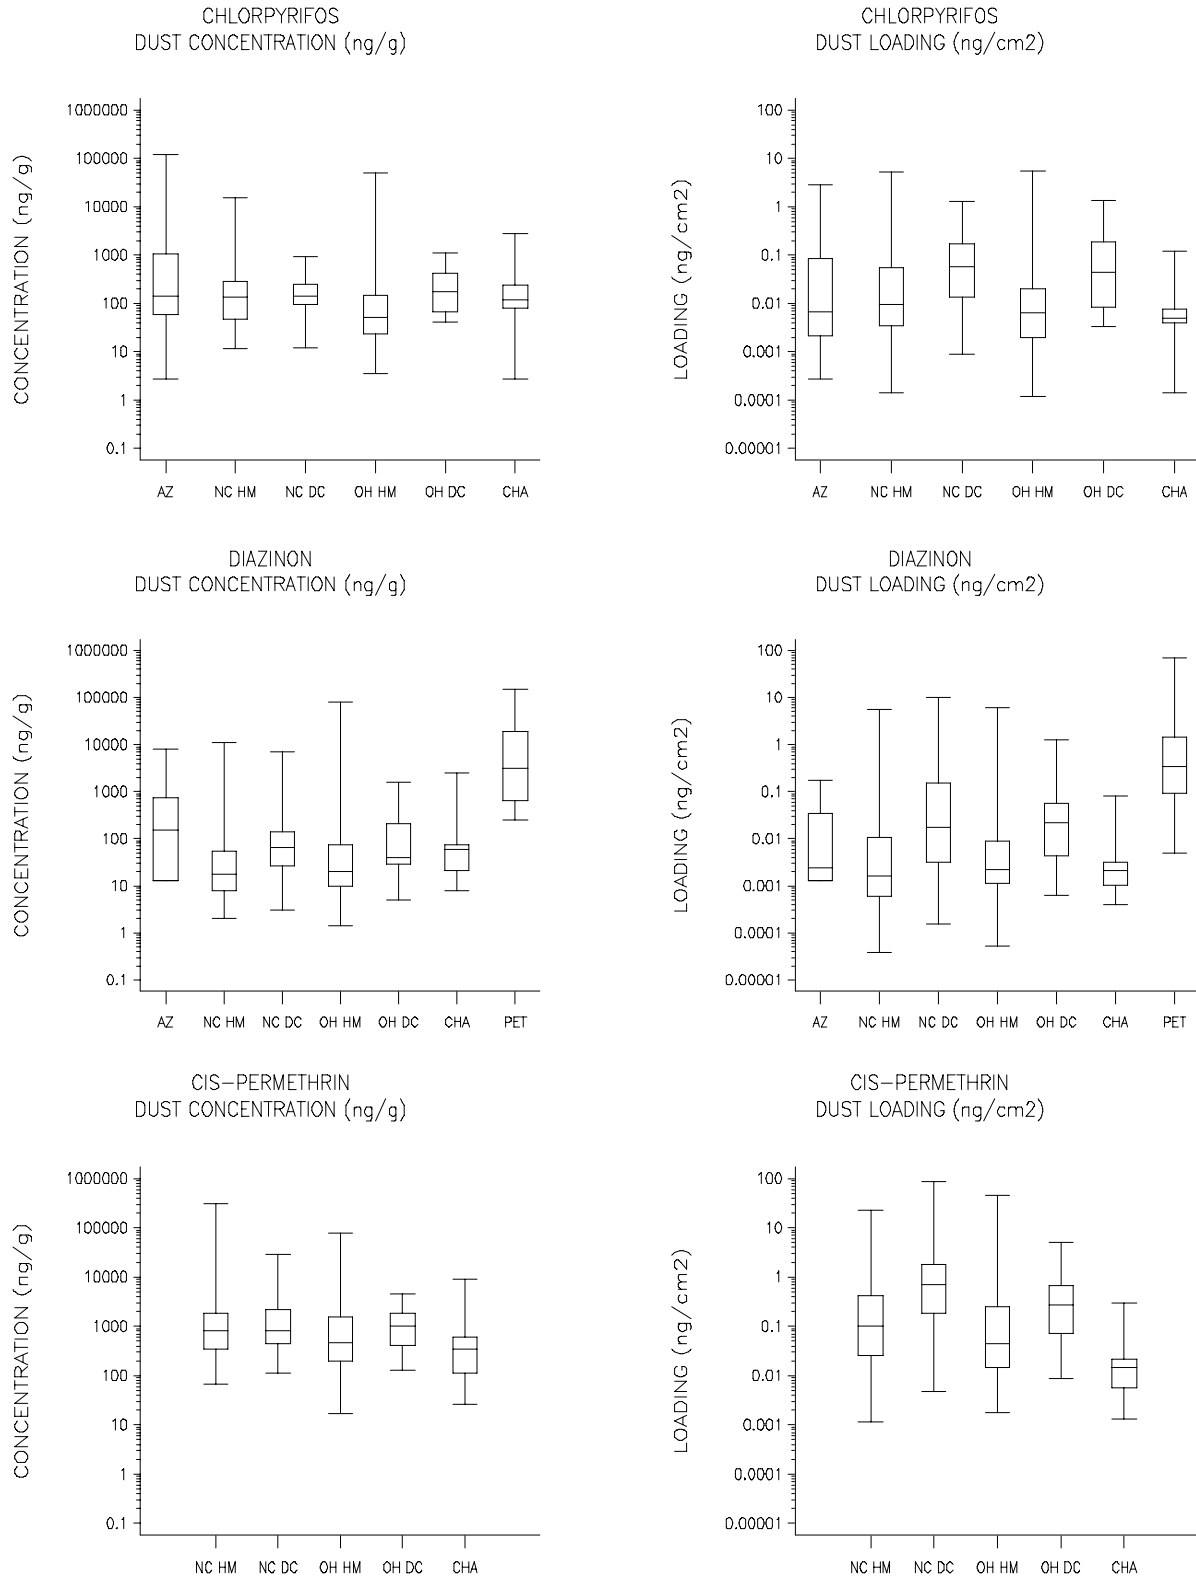 CHLORPYRIFOS
DUST CONCENTRATION (ng/g)
CONCENTRATION (ng/g)
1000000
100000
10000
1000
100
10
1
0.1
AZ NC HM NC DC OH HM OH DC CHA
CHLORPYRIFOS
DUST LOADING (ng/cm2)
LOADING (ng/cm2)
100
10
1
0.1
0.01
0.001
0.0001
0.00001
AZ NC HM NC DC OH HM OH DC CHA
DIAZINON
DUST CONCENTRATION (ng/g)
CONCENTRATION (ng/g)
1000000
100000
10000
1000
100
10
1
0.1
AZ NC HM NC DC OH HM OH DC CHA PET
DIAZINON
DUST LOADING (ng/cm2)
LOADING (ng/cm2)
100
10
1
0.1
0.01
0.001
0.0001
0.00001
AZ NC HM NC DC OH HM OH DC CHA PET
CIS-PERMETHRIN
DUST CONCENTRATION (ng/g)
CONCENTRATION (ng/g)
1000000
100000
10000
1000
100
10
1
0.1
NC HM NC DC OH HM OH DC CHA
CIS-PERMETHRIN
DUST LOADING (ng/cm2)
LOADING (ng/cm2)
100
10
1
0.1
0.01
0.001
0.0001
0.00001
NC HM NC DC OH HM OH DC CHA